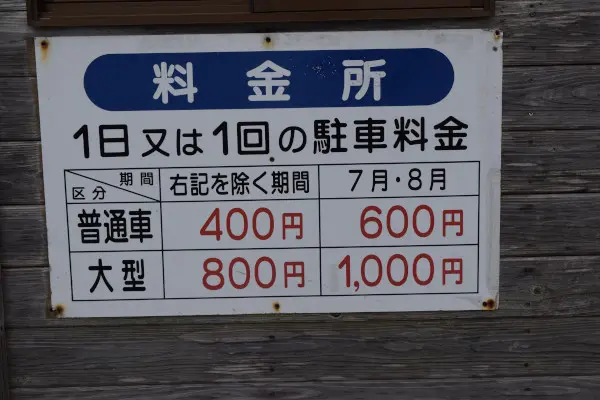 料金所
1日又は1回の駐車料金
期間
区分
右記を除く期間 7月・8月
普通車 400円 600円
大型 800円 1,000円